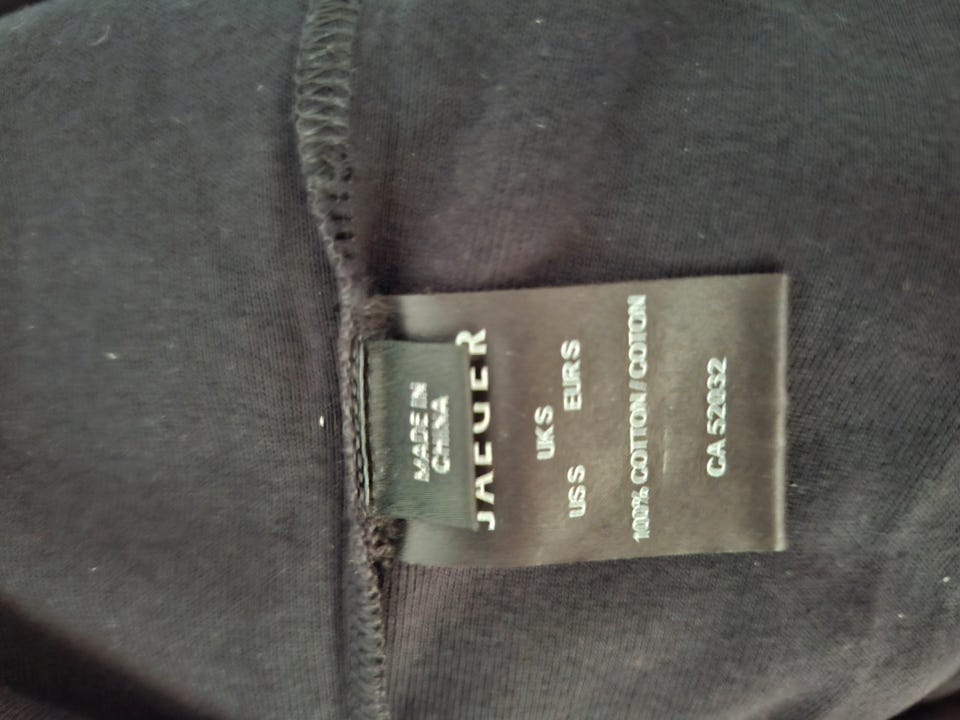 MADE IN
CHINA
JAEGER
UK S
US S EUR S
100% COTTON / COTON
CA 52032